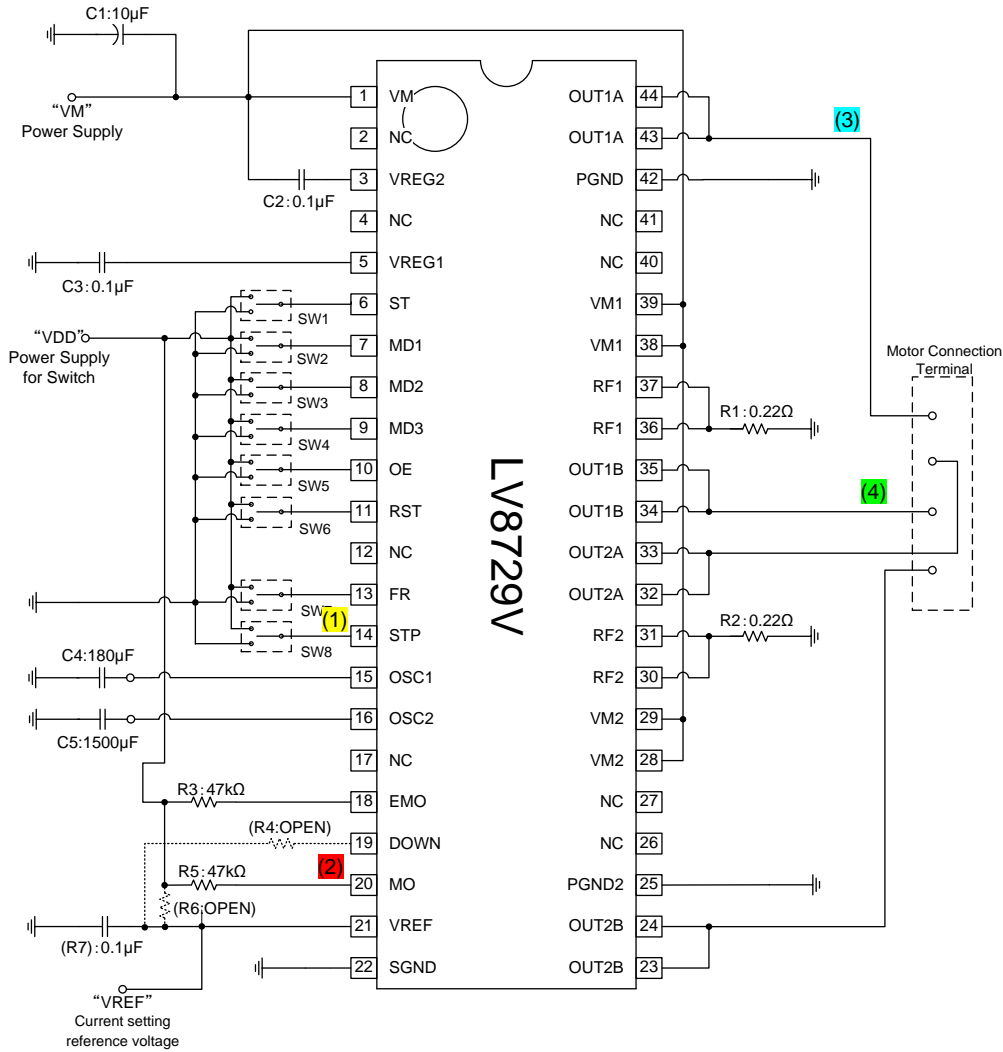 C1:10µF
"VM"
Power Supply
C2:0.1µF
C3:0.1µF
"VDD"
Power Supply
for Switch
SW1
SW2
SW3
SW4
SW5
SW6
SW8
(1)
C4:180µF
C5:1500µF
R3:47kΩ
(R4:OPEN)
(2)
R5:47kΩ
(R6:OPEN)
(R7):0.1µF
"VREF"
Current setting
reference voltage
1 VM
2 NC
3 VREG2
4 NC
5 VREG1
6 ST
7 MD1
8 MD2
9 MD3
10 OE
11 RST
12 NC
13 FR
14 STP
15 OSC1
16 OSC2
17 NC
18 EMO
19 DOWN
20 MO
21 VREF
22 SGND
LV8729V
OUT1A 44
OUT1A 43
PGND 42
NC 41
NC 40
VM1 39
VM1 38
RF1 37
RF1 36
OUT1B 35
OUT1B 34
OUT2A 33
OUT2A 32
RF2 31
RF2 30
VM2 29
VM2 28
NC 27
NC 26
PGND2 25
OUT2B 24
OUT2B 23
(3)
R1:0.22Ω
(4)
R2:0.22Ω
Motor Connection
Terminal